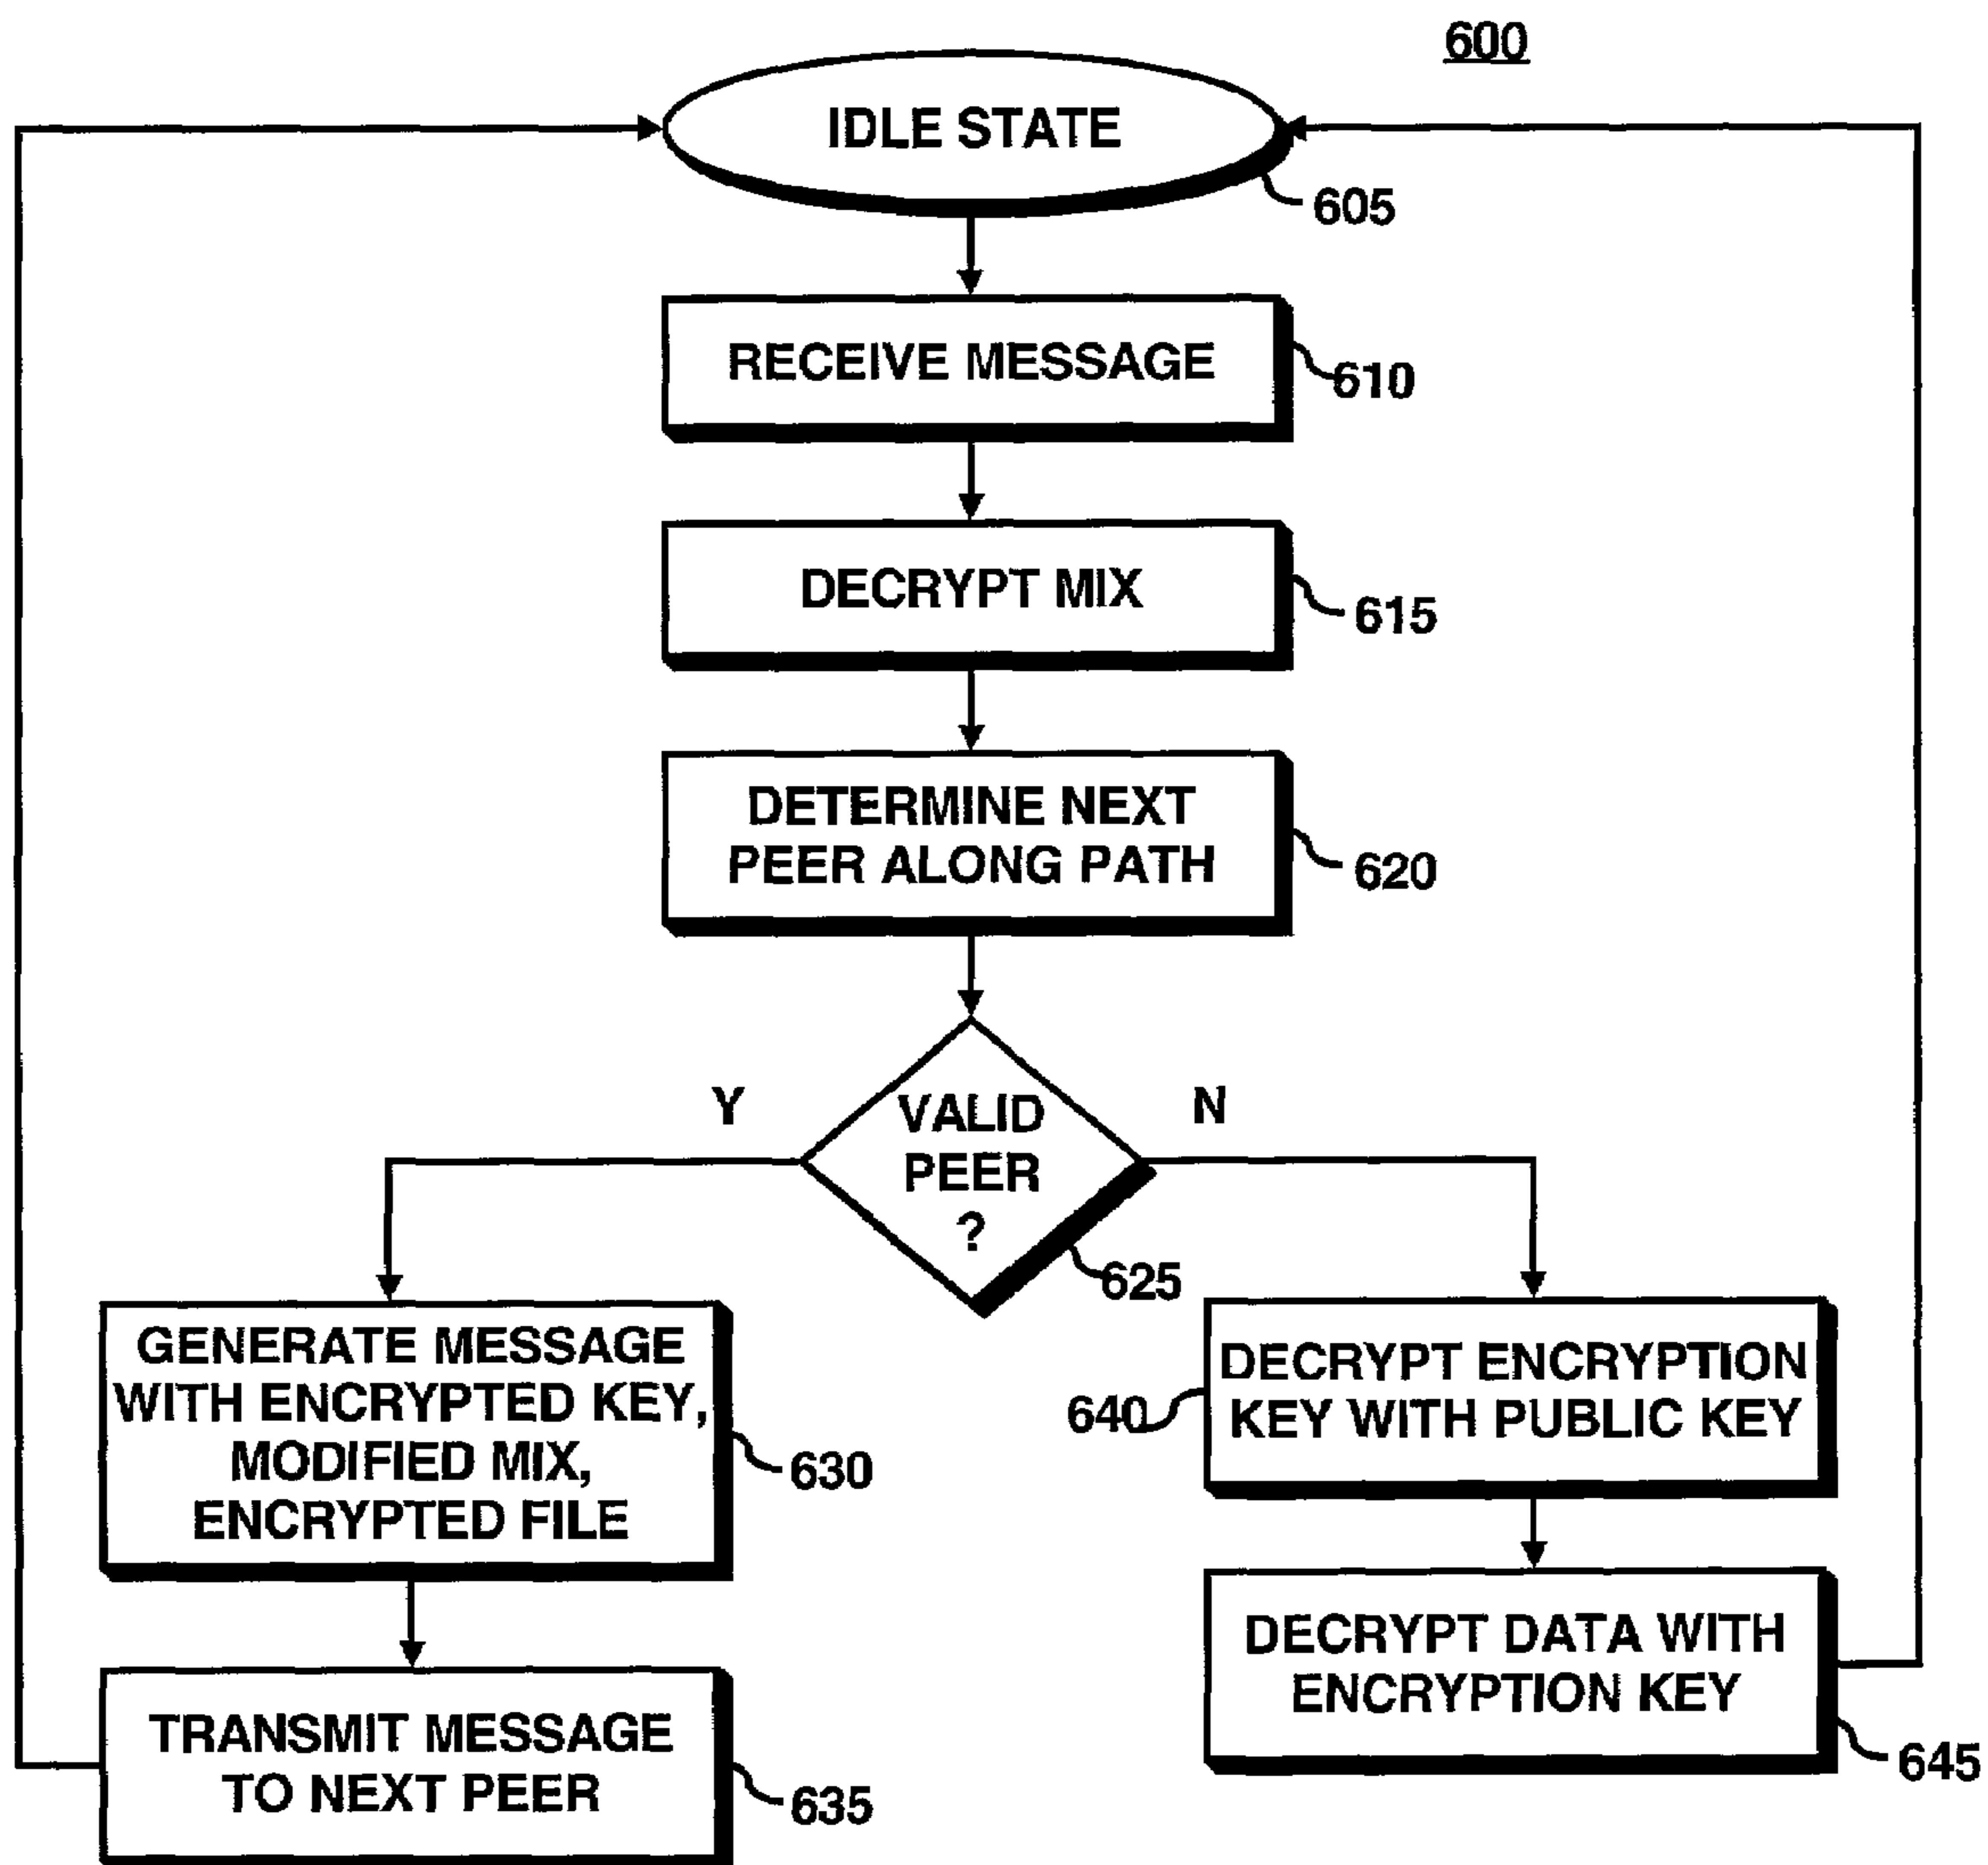 600
IDLE STATE
605
RECEIVE MESSAGE
610
DECRYPT MIX
615
DETERMINE NEXT
PEER ALONG PATH
620
Y
VALID
PEER
?
N
625
GENERATE MESSAGE
WITH ENCRYPTED KEY,
MODIFIED MIX,
ENCRYPTED FILE
630
TRANSMIT MESSAGE
TO NEXT PEER
635
DECRYPT ENCRYPTION
KEY WITH PUBLIC KEY
640
DECRYPT DATA WITH
ENCRYPTION KEY
645